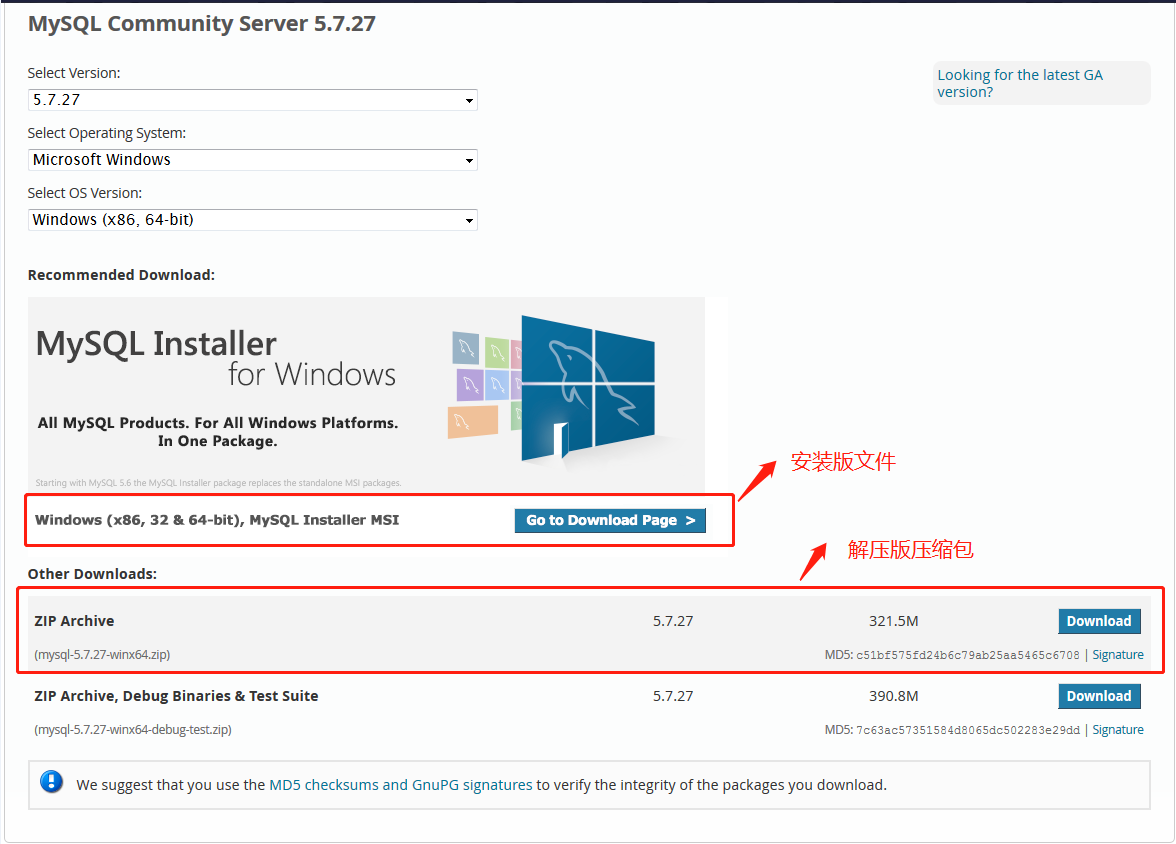 MySQL Community Server 5.7.27
Select Version:
5.7.27
Looking for the latest GA
version?
Select Operating System:
Microsoft Windows
Select OS Version:
Windows (x86, 64-bit)
Recommended Download:
MySQL Installer
for Windows
All MySQL Products. For All Windows Platforms.
In One Package.
Starting with MySQL 5.6 the MySQL Installer package replaces the standalone MSI packages.
安装版文件
Windows (x86, 32 & 64-bit), MySQL Installer MSI
Go to Download Page >
解压版压缩包
Other Downloads:
ZIP Archive 5.7.27 321.5M Download
(mysql-5.7.27-winx64.zip) MD5: c51bf575fd24b6c79ab25aa5465c6708 | Signature
ZIP Archive, Debug Binaries & Test Suite 5.7.27 390.8M Download
(mysql-5.7.27-winx64-debug-test.zip) MD5: 7c63ac57351584d8065dc502283e29dd | Signature
We suggest that you use the MD5 checksums and GnuPG signatures to verify the integrity of the packages you download.